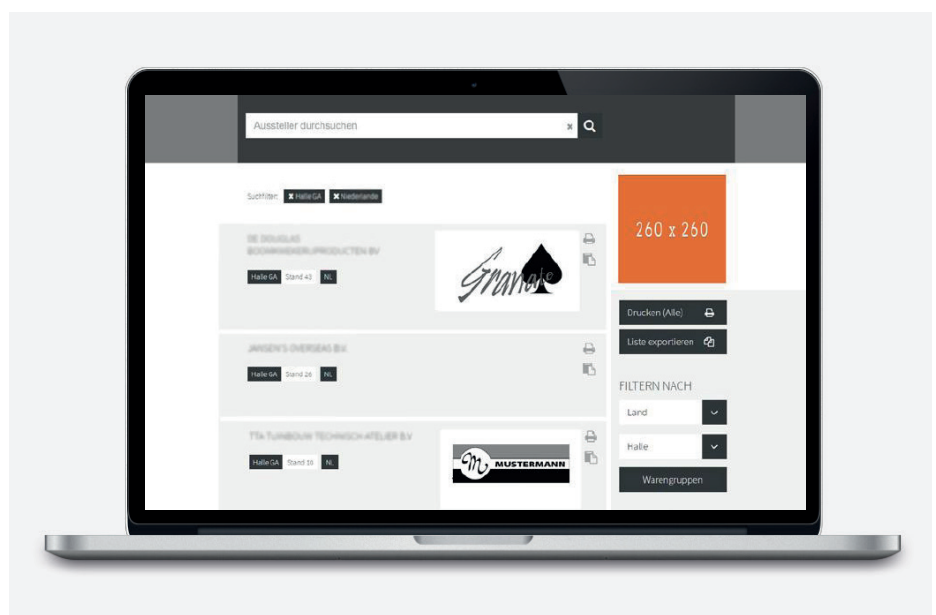 Aussteller durchsuchen
Suchfilter: x Halle GA x Niederlande
DE DOUGLAS
BOOMKWEKERIJPRODUCTEN BV
Halle GA Stand 43 NL
Granate
JANSEN'S OVERSEAS B.V.
Halle GA Stand 26 NL
TTA TUINBOUW TECHNISCH ATELIER B.V
Halle GA Stand 18 NL
M MUSTERMANN
260 x 260
Drucken (Alle)
Liste exportieren
FILTERN NACH
Land
Halle
Warengruppen